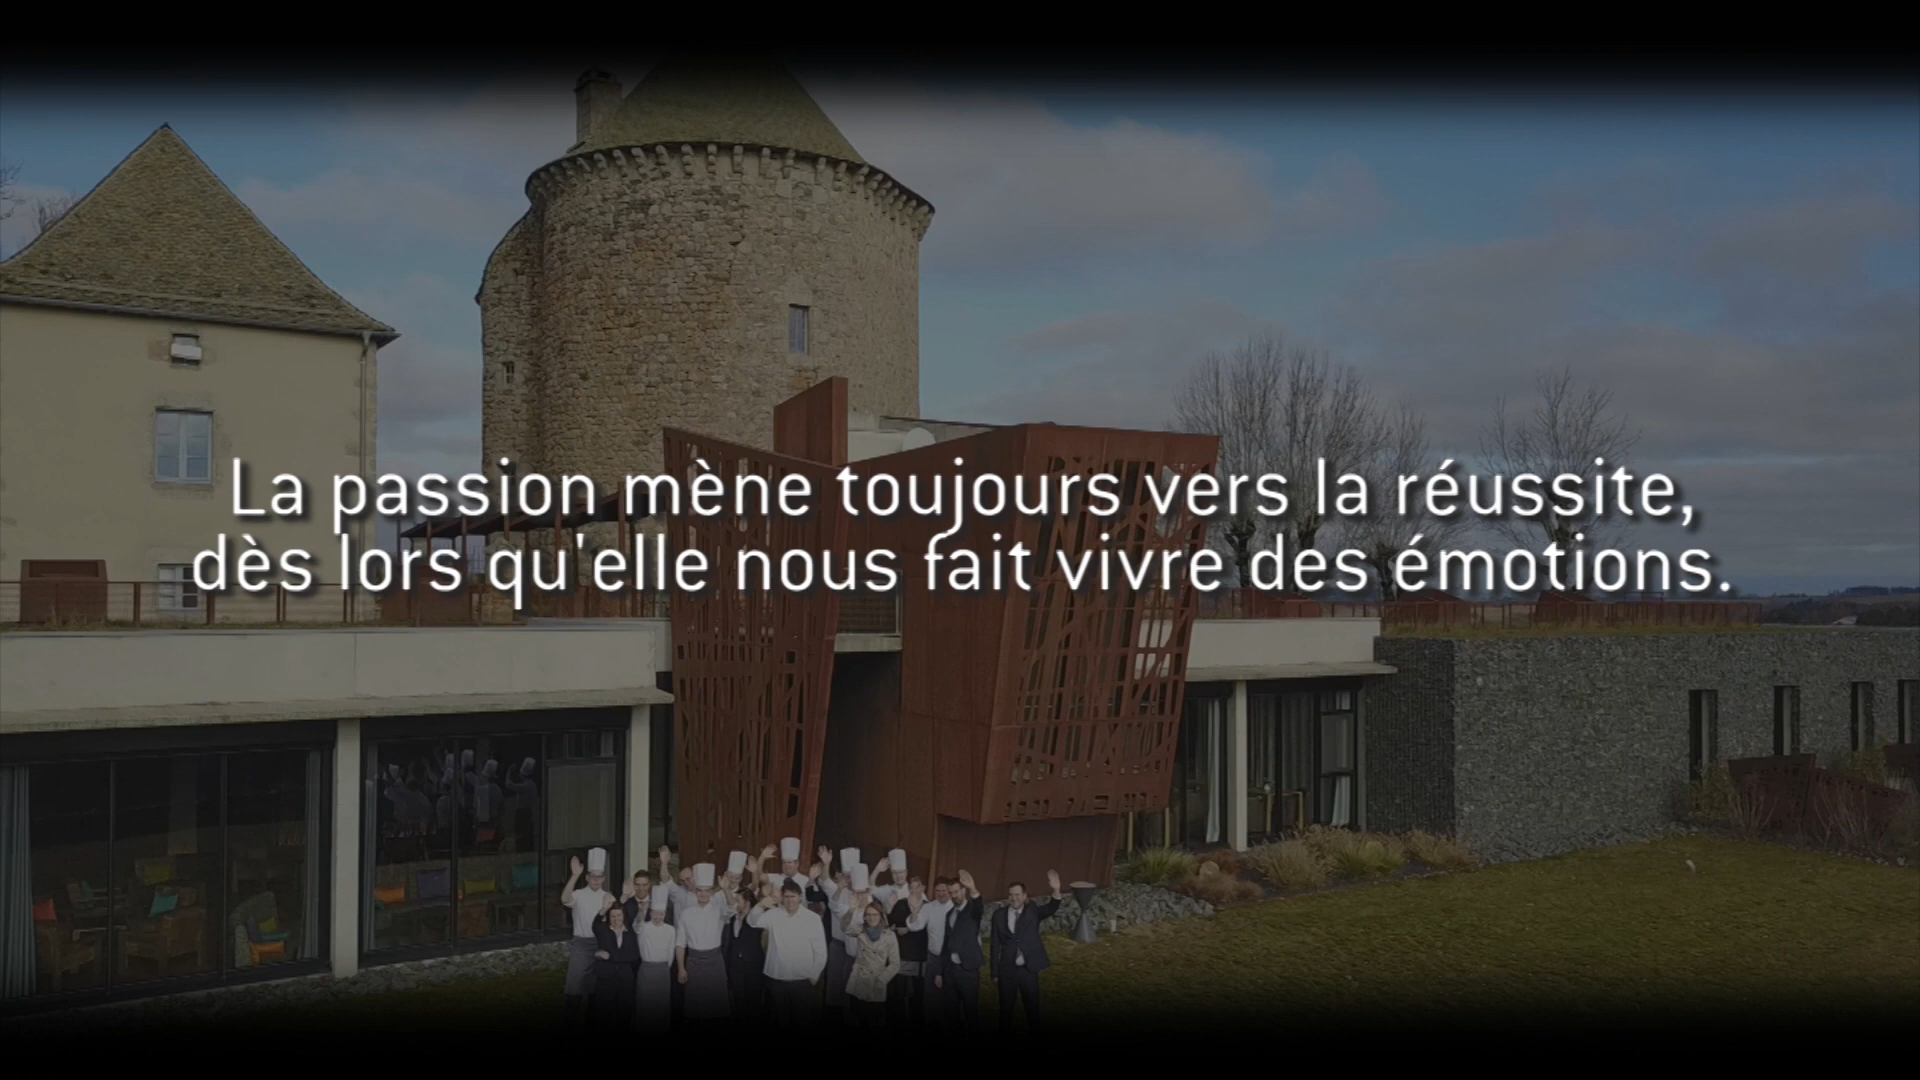 La passion mène toujours vers la réussite,
dès lors qu'elle nous fait vivre des émotions.